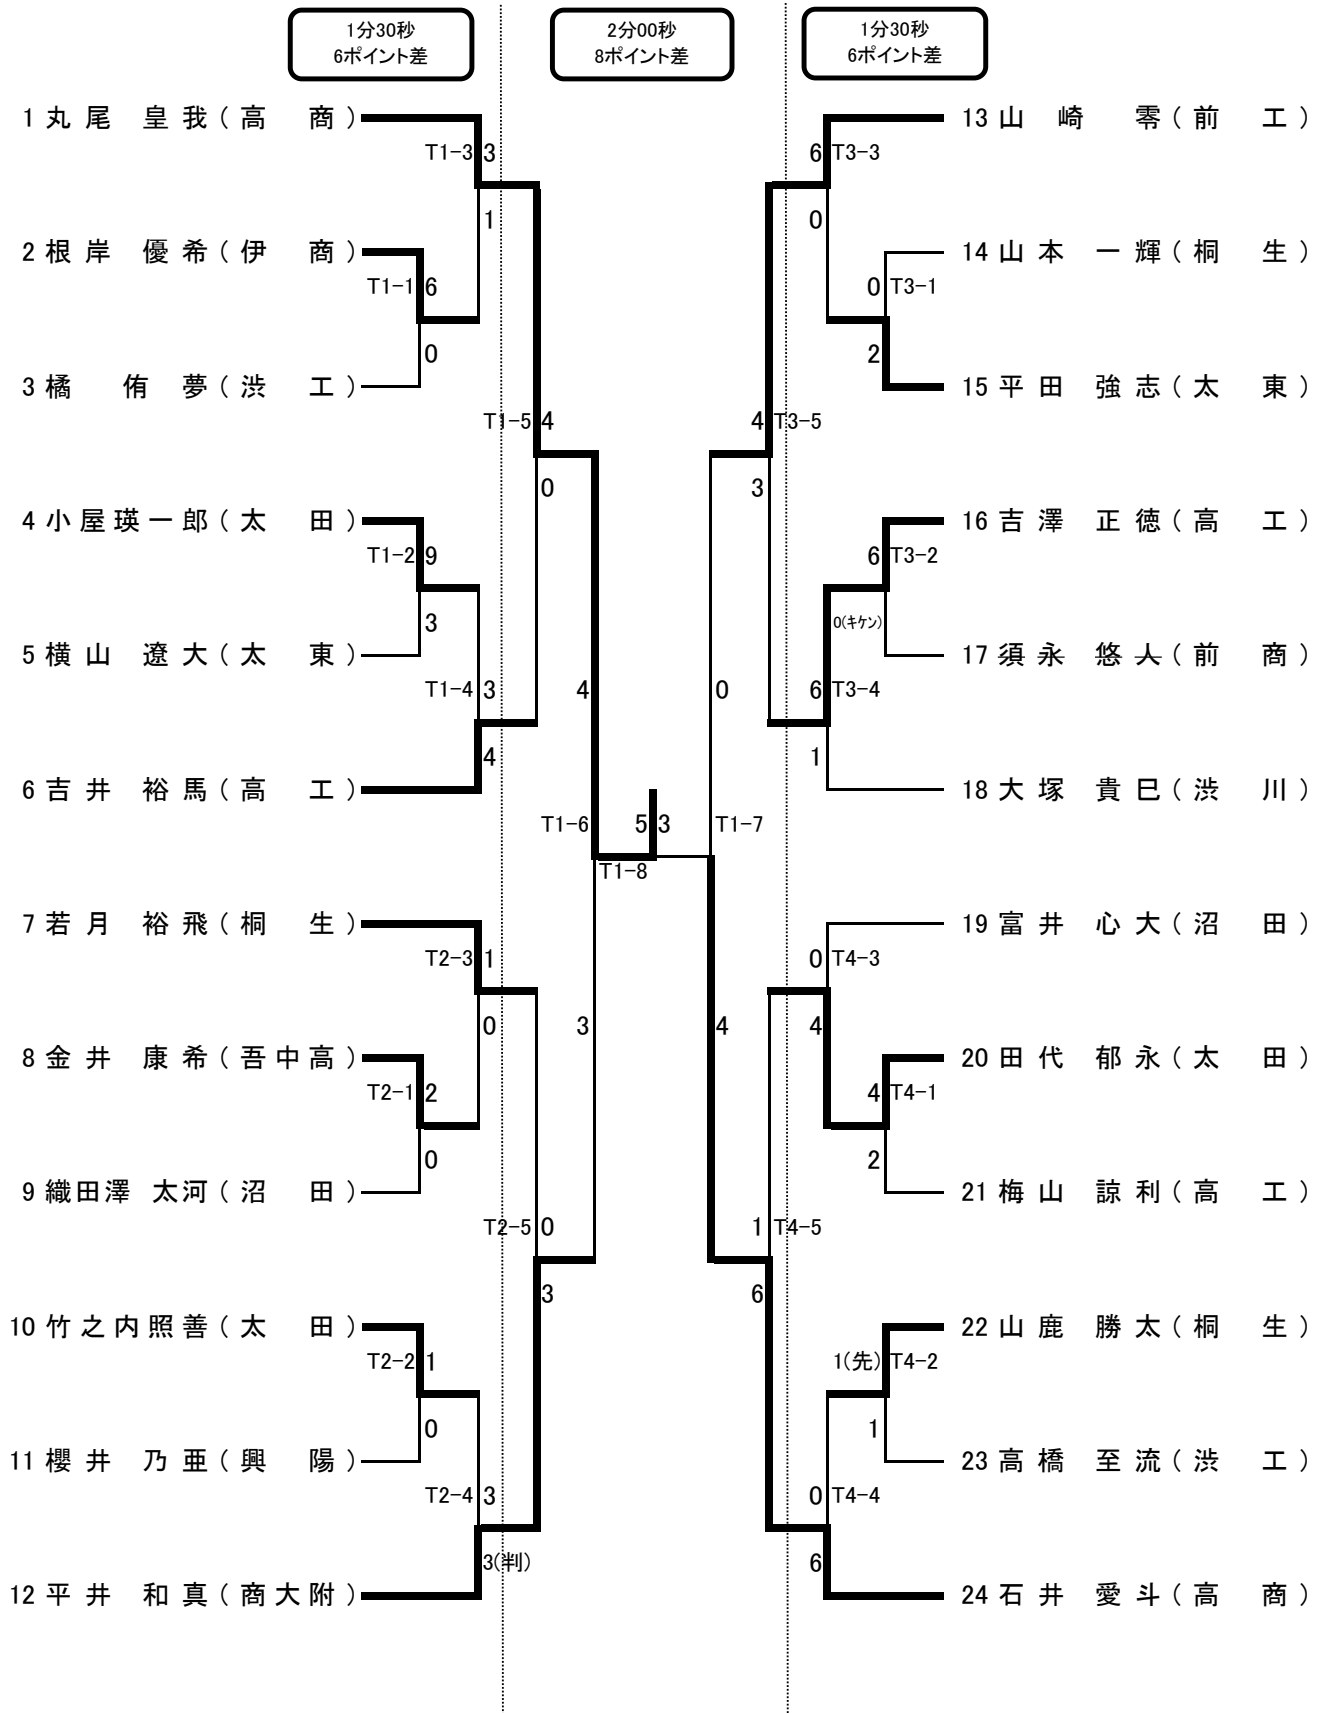 1分30秒
6ポイント差
2分00秒
8ポイント差
1分30秒
6ポイント差
1 丸尾 皇我（高 商）
T1-3 3
1
2 根岸 優希（伊 商）
T1-1 6
0
3 橘 侑夢（渋 工）
T1-5 4
0
4 小屋瑛一郎（太 田）
T1-2 9
3
5 横山 遼大（太 東）
T1-4 3
4
6 吉井 裕馬（高 工）
4
T1-6
5 3
T1-8
0
T1-7
7 若月 裕飛（桐 生）
T2-3 1
0
8 金井 康希（吾中高）
T2-1 2
0
9 織田澤 太河（沼 田）
T2-5 0
3
10 竹之内照善（太 田）
T2-2 1
0
11 櫻井 乃亜（興 陽）
T2-4 3
3(判)
12 平井 和真（商大附）
3
4
13 山崎 零（前 工）
6 T3-3
0
14 山本 一輝（桐 生）
0 T3-1
2
15 平田 強志（太 東）
4 T3-5
3
16 吉澤 正徳（高 工）
6 T3-2
0(キケン)
17 須永 悠人（前 商）
6 T3-4
1
18 大塚 貴巳（渋 川）
19 富井 心大（沼 田）
0 T4-3
4
20 田代 郁永（太 田）
4 T4-1
2
21 梅山 諒利（高 工）
1 T4-5
6
22 山鹿 勝太（桐 生）
1(先) T4-2
1
23 高橋 至流（渋 工）
0 T4-4
6
24 石井 愛斗（高 商）